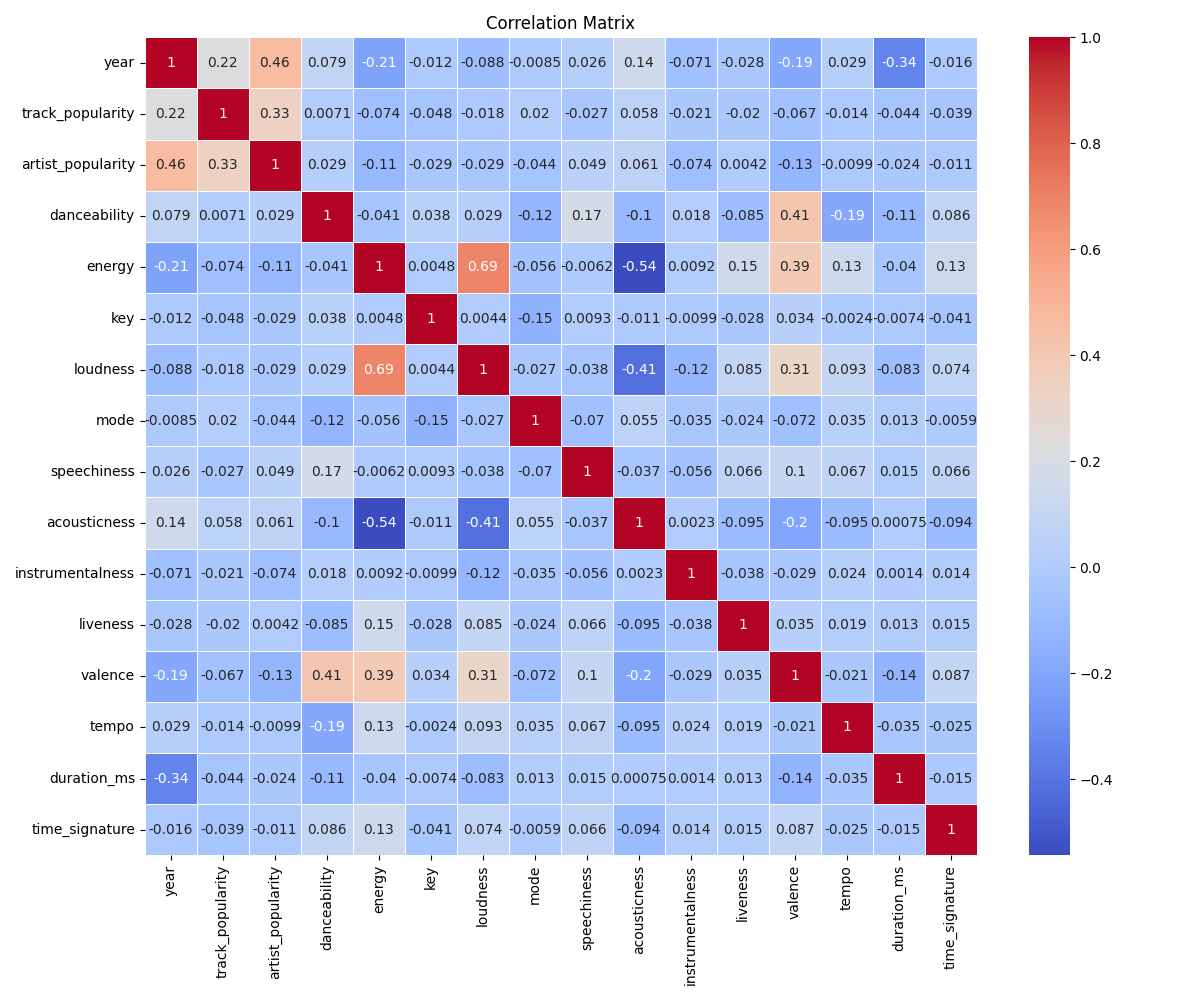 Correlation Matrix
year 1 0.22 0.46 0.079 -0.21 -0.012 -0.088 -0.0085 0.026 0.14 -0.071 -0.028 -0.19 0.029 -0.34 -0.016
track_popularity 0.22 1 0.33 0.0071 -0.074 -0.048 -0.018 0.02 -0.027 0.058 -0.021 -0.02 -0.067 -0.014 -0.044 -0.039
artist_popularity 0.46 0.33 1 0.029 -0.11 -0.029 -0.029 -0.044 0.049 0.061 -0.074 0.0042 -0.13 -0.0099 -0.024 -0.011
danceability 0.079 0.0071 0.029 1 -0.041 0.038 0.029 -0.12 0.17 -0.1 0.018 -0.085 0.41 -0.19 -0.11 0.086
energy -0.21 -0.074 -0.11 -0.041 1 0.0048 0.69 -0.056 -0.0062 -0.54 0.0092 0.15 0.39 0.13 -0.04 0.13
key -0.012 -0.048 -0.029 0.038 0.0048 1 0.0044 -0.15 0.0093 -0.011 -0.0099 -0.028 0.034 -0.0024 -0.0074 -0.041
loudness -0.088 -0.018 -0.029 0.029 0.69 0.0044 1 -0.027 -0.038 -0.41 -0.12 0.085 0.31 0.093 -0.083 0.074
mode -0.0085 0.02 -0.044 -0.12 -0.056 -0.15 -0.027 1 -0.07 0.055 -0.035 -0.024 -0.072 0.035 0.013 -0.0059
speechiness 0.026 -0.027 0.049 0.17 -0.0062 0.0093 -0.038 -0.07 1 -0.037 -0.056 0.066 0.1 0.067 0.015 0.066
acousticness 0.14 0.058 0.061 -0.1 -0.54 -0.011 -0.41 0.055 -0.037 1 0.0023 -0.095 -0.2 -0.095 0.00075 -0.094
instrumentalness -0.071 -0.021 -0.074 0.018 0.0092 -0.0099 -0.12 -0.035 -0.056 0.0023 1 -0.038 -0.029 0.024 0.0014 0.014
liveness -0.028 -0.02 0.0042 -0.085 0.15 -0.028 0.085 -0.024 0.066 -0.095 -0.038 1 0.035 0.019 0.013 0.015
valence -0.19 -0.067 -0.13 0.41 0.39 0.034 0.31 -0.072 0.1 -0.2 -0.029 0.035 1 -0.021 -0.14 0.087
tempo 0.029 -0.014 -0.0099 -0.19 0.13 -0.0024 0.093 0.035 0.067 -0.095 0.024 0.019 -0.021 1 -0.035 -0.025
duration_ms -0.34 -0.044 -0.024 -0.11 -0.04 -0.0074 -0.083 0.013 0.015 0.00075 0.0014 0.013 -0.14 -0.035 1 -0.015
time_signature -0.016 -0.039 -0.011 0.086 0.13 -0.041 0.074 -0.0059 0.066 -0.094 0.014 0.015 0.087 -0.025 -0.015 1
year
track_popularity
artist_popularity
danceability
energy
key
loudness
mode
speechiness
acousticness
instrumentalness
liveness
valence
tempo
duration_ms
time_signature
1.0
0.8
0.6
0.4
0.2
0.0
−0.2
−0.4